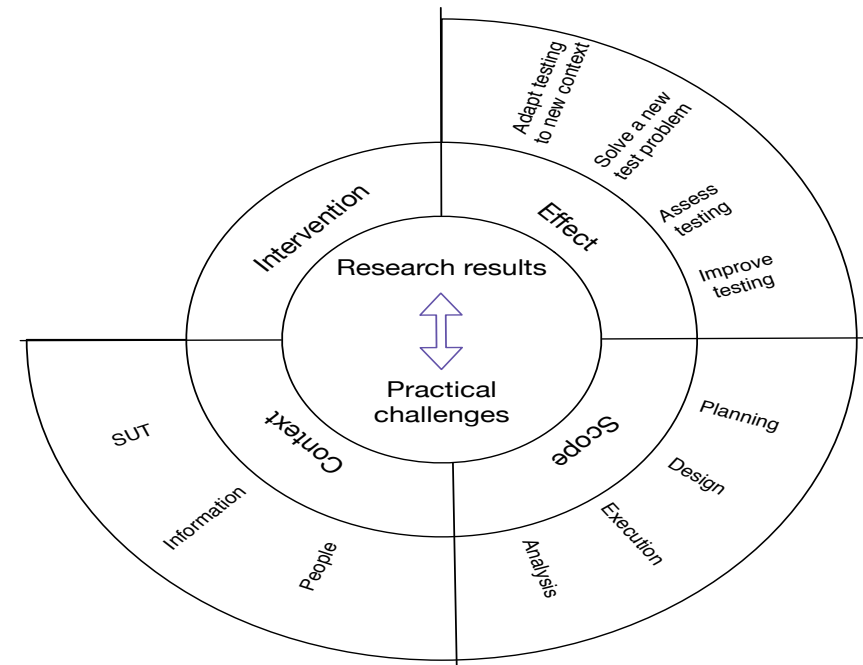 Adapt testing
to new context
Solve a new
test problem
Assess
testing
Improve
testing
Intervention
Effect
Research results
Practical
challenges
Context
Scope
SUT
Information
People
Planning
Design
Execution
Analysis